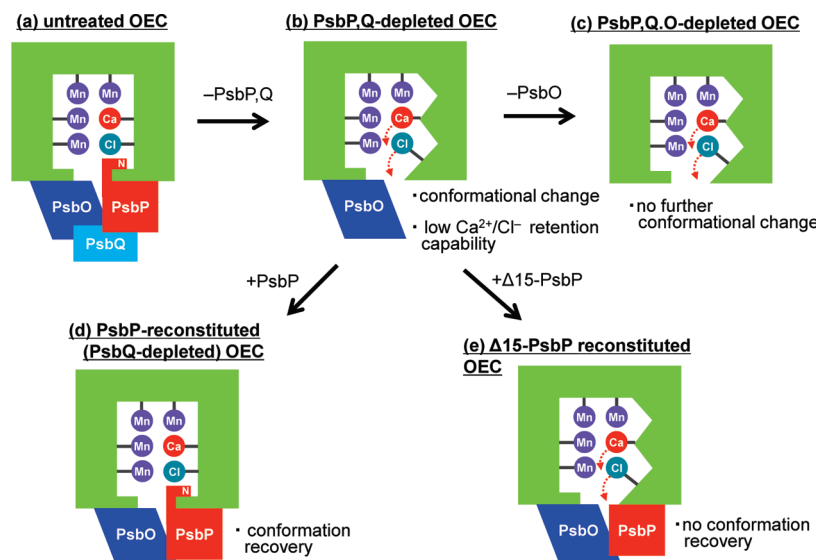 (a) untreated OEC
Mn Mn
Mn Ca
Mn Cl
N
PsbO PsbP
PsbQ
–PsbP,Q
(b) PsbP,Q-depleted OEC
Mn Mn
Mn Ca
Mn Cl
PsbO
・conformational change
・low Ca²⁺/Cl⁻ retention
capability
–PsbO
(c) PsbP,Q.O-depleted OEC
Mn Mn
Mn Ca
Mn Cl
・no further
conformational change
+PsbP
+Δ15-PsbP
(d) PsbP-reconstituted
(PsbQ-depleted) OEC
Mn Mn
Mn Ca
Mn Cl
N
PsbO PsbP
・conformation
recovery
(e) Δ15-PsbP reconstituted
OEC
Mn Mn
Mn Ca
Mn Cl
PsbO PsbP
・no conformation
recovery